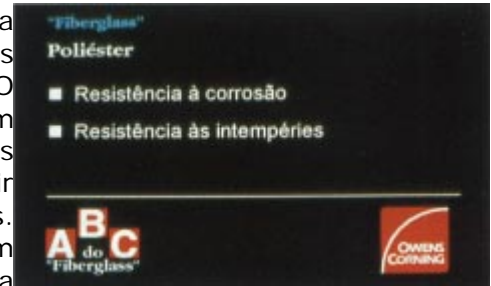 "Fiberglass"
Poliéster
■ Resistência à corrosão
■ Resistência às intempéries
ABC
do
"Fiberglass"
OWENS
CORNING